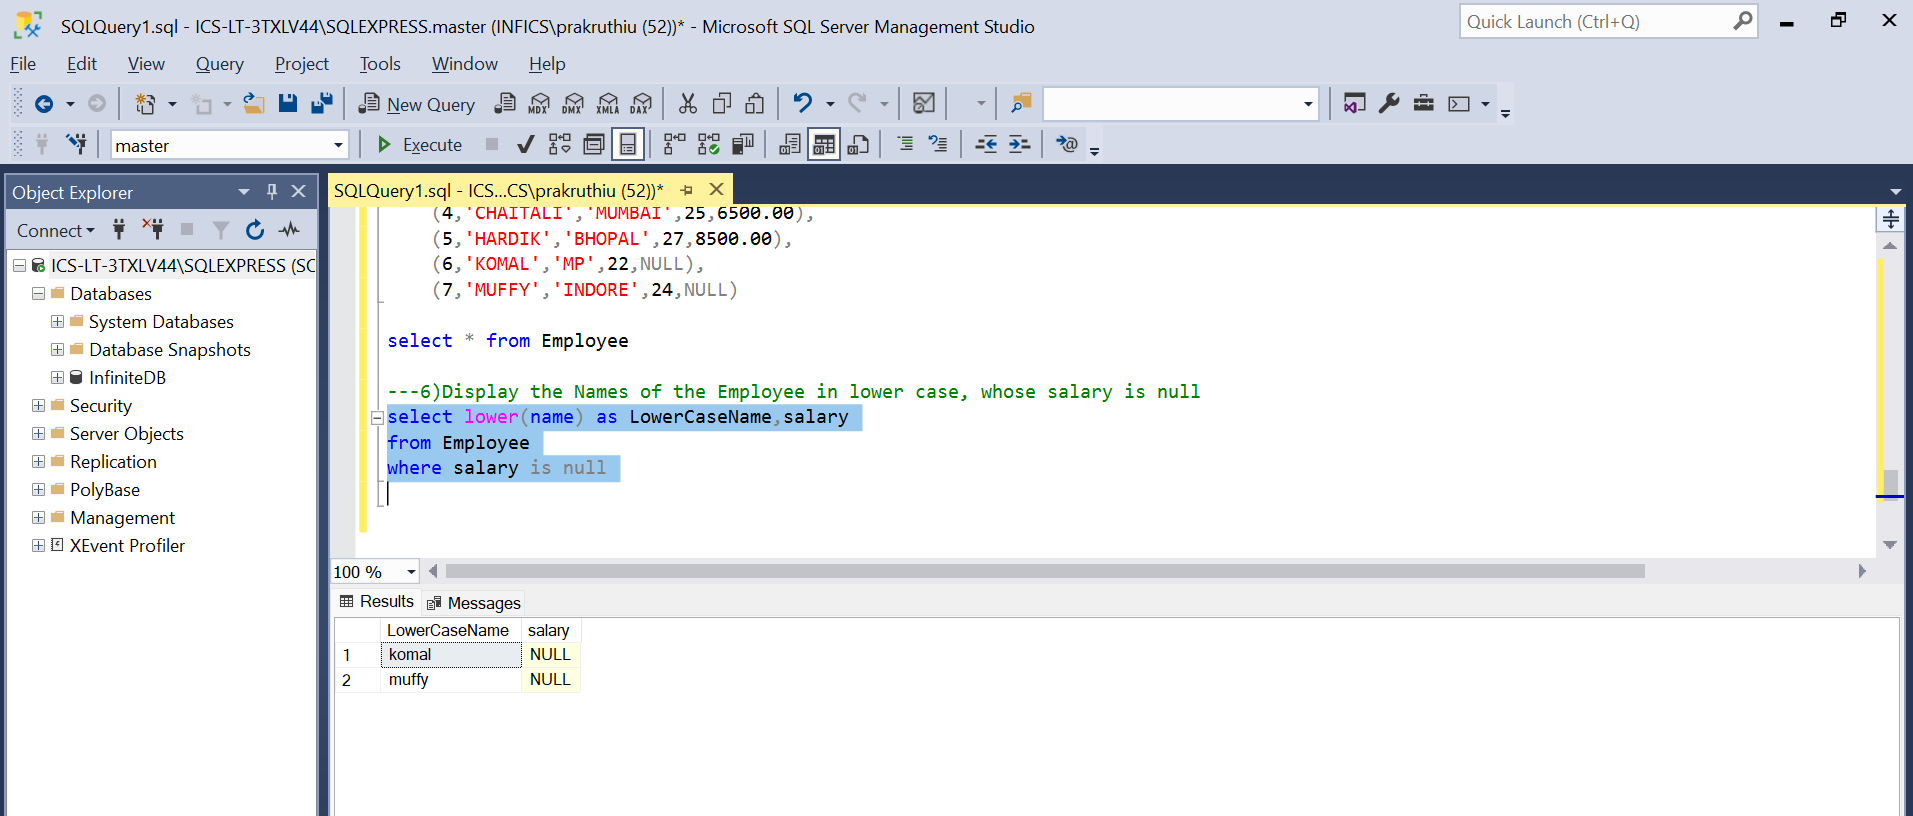 SQLQuery1.sql - ICS-LT-3TXLV44\SQLEXPRESS.master (INFICS\prakruthiu (52))* - Microsoft SQL Server Management Studio
Quick Launch (Ctrl+Q)
File Edit View Query Project Tools Window Help
New Query MDX DMX XMLA DAX
master Execute
Object Explorer
SQLQuery1.sql - ICS...CS\prakruthiu (52))*
Connect
ICS-LT-3TXLV44\SQLEXPRESS (SC
Databases
System Databases
Database Snapshots
InfiniteDB
Security
Server Objects
Replication
PolyBase
Management
XEvent Profiler
(4,'CHAITALI','MUMBAI',25,6500.00),
(5,'HARDIK','BHOPAL',27,8500.00),
(6,'KOMAL','MP',22,NULL),
(7,'MUFFY','INDORE',24,NULL)
select * from Employee
---6)Display the Names of the Employee in lower case, whose salary is null
select lower(name) as LowerCaseName,salary
from Employee
where salary is null
100 %
Results Messages
LowerCaseName salary
1 komal NULL
2 muffy NULL